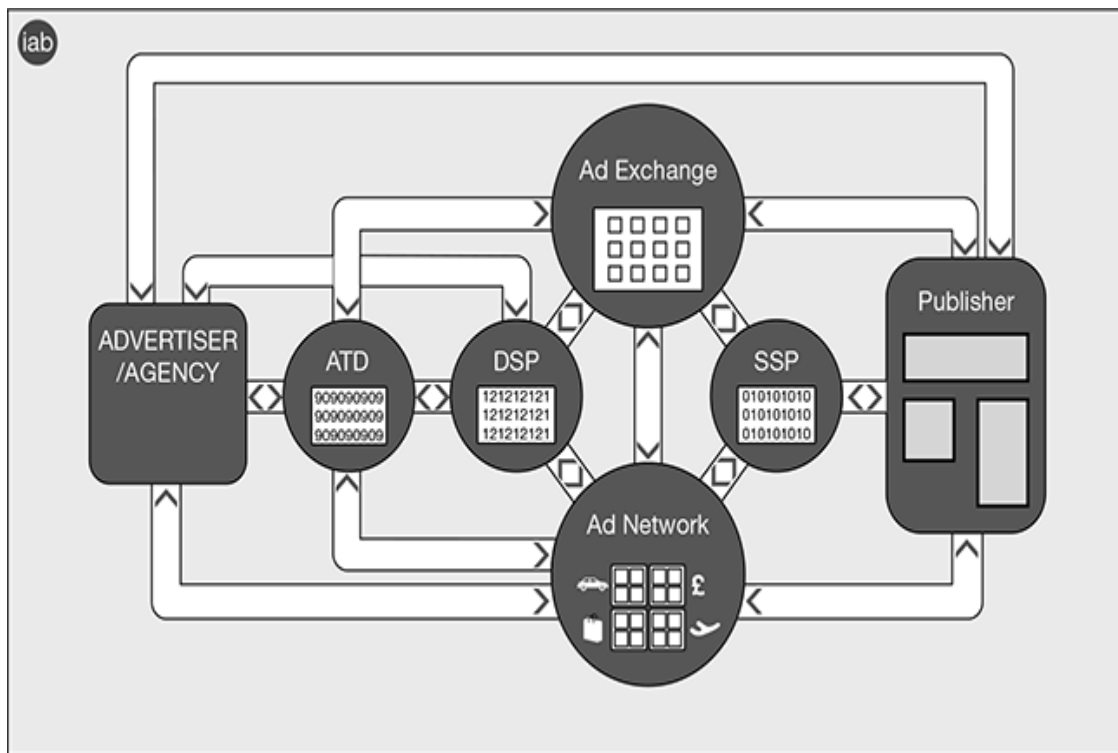 iab
Ad Exchange
Publisher
ADVERTISER
/AGENCY
ATD
909090909
909090909
909090909
DSP
121212121
121212121
121212121
SSP
010101010
010101010
010101010
Ad Network
£